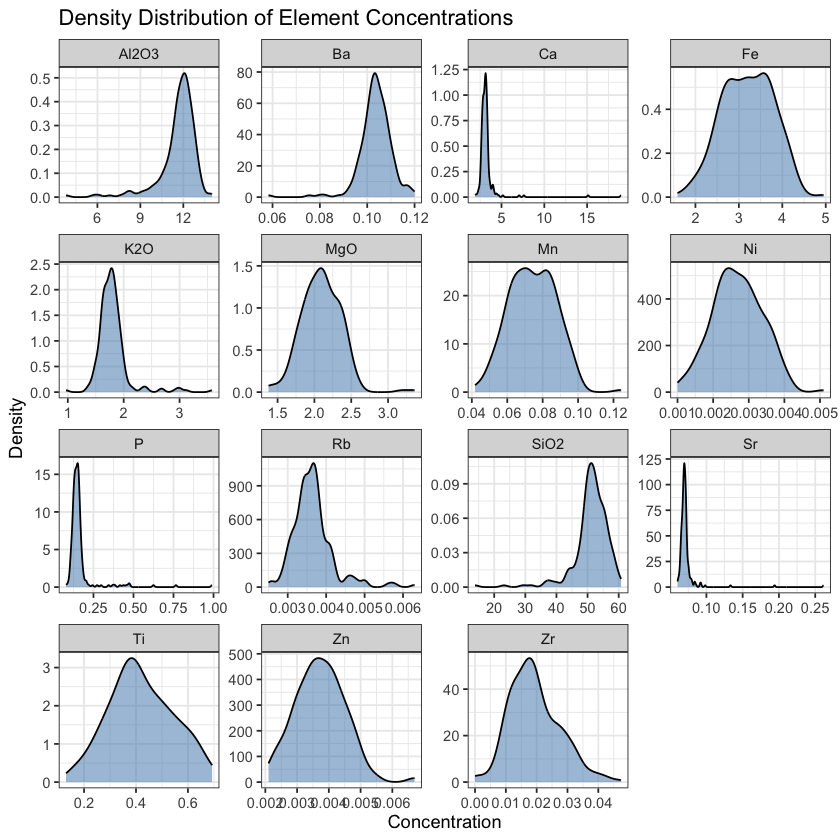 Density Distribution of Element Concentrations
Al2O3 Ba Ca Fe
0.5 0.4 0.3 0.2 0.1 0.0
80 60 40 20 0
1.25 1.00 0.75 0.50 0.25 0.00
0.4 0.2 0.0
6 9 12
0.06 0.08 0.10 0.12
5 10 15
2 3 4 5
K2O MgO Mn Ni
2.5 2.0 1.5 1.0 0.5 0.0
1.5 1.0 0.5 0.0
20 10 0
400 200 0
1 2 3
1.5 2.0 2.5 3.0
0.04 0.06 0.08 0.10 0.12
0.001 0.002 0.003 0.004 0.005
Density
P Rb SiO2 Sr
15 10 5 0
900 600 300 0
0.09 0.06 0.03 0.00
125 100 75 50 25 0
0.25 0.50 0.75 1.00
0.003 0.004 0.005 0.006
20 30 40 50 60
0.10 0.15 0.20 0.25
Ti Zn Zr
3 2 1 0
500 400 300 200 100 0
40 20 0
0.2 0.4 0.6
0.002 0.003 0.004 0.005 0.006
0.00 0.01 0.02 0.03 0.04
Concentration